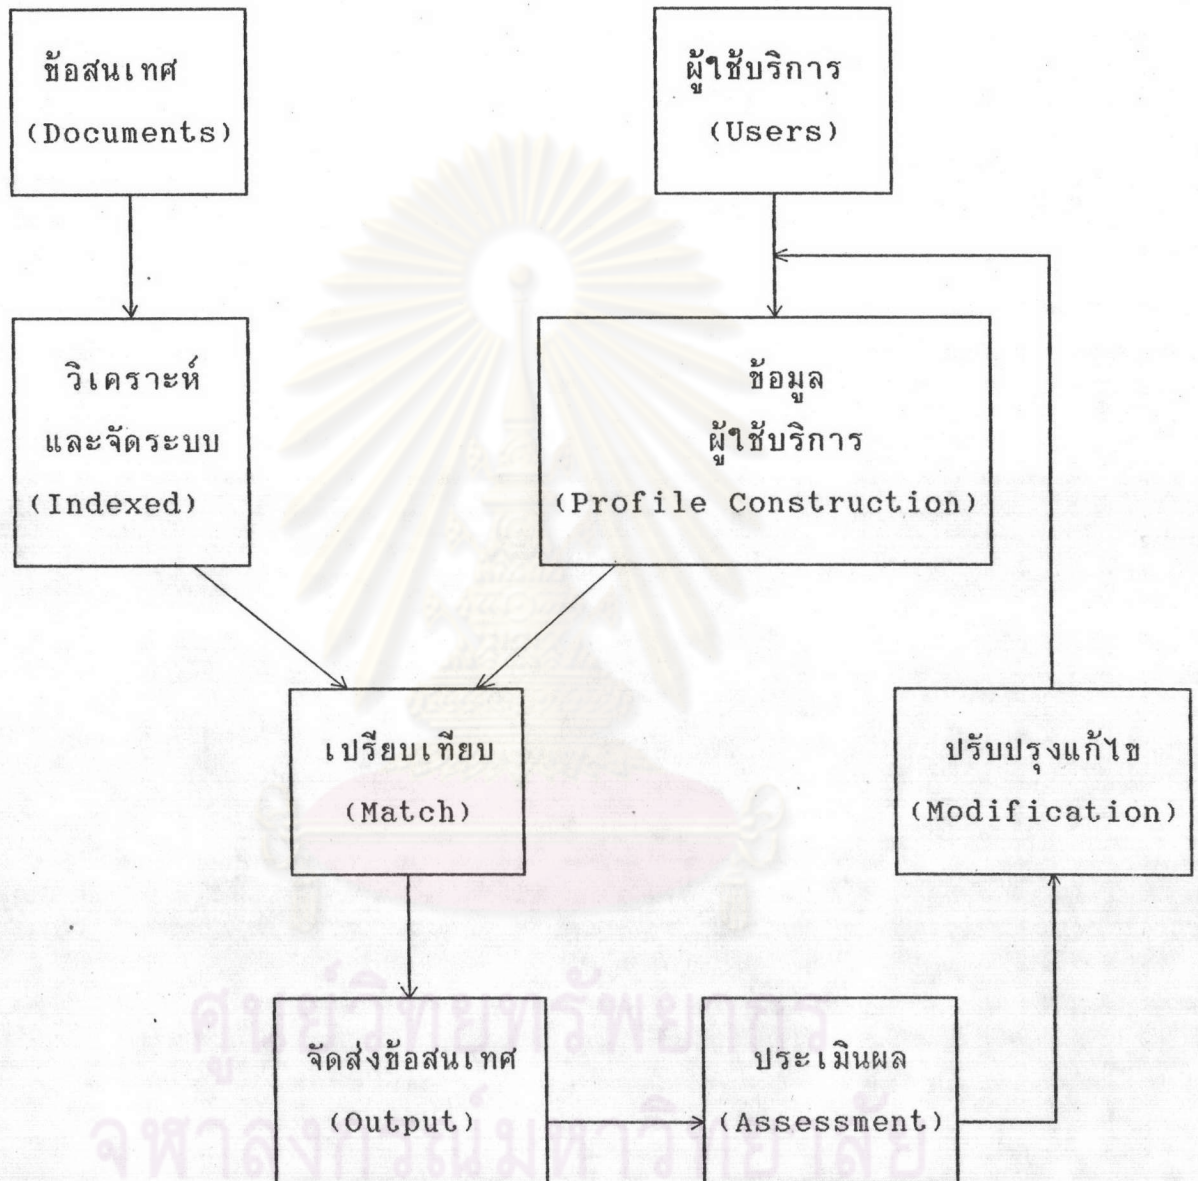 ข้อสนเทศ
(Documents)
ผู้ใช้บริการ
(Users)
วิเคราะห์
และจัดระบบ
(Indexed)
ข้อมูล
ผู้ใช้บริการ
(Profile Construction)
เปรียบเทียบ
(Match)
ปรับปรุงแก้ไข
(Modification)
จัดส่งข้อสนเทศ
(Output)
ประเมินผล
(Assessment)
ศูนย์วิทยทรัพยากร
จุฬาลงกรณ์มหาวิทยาลัย